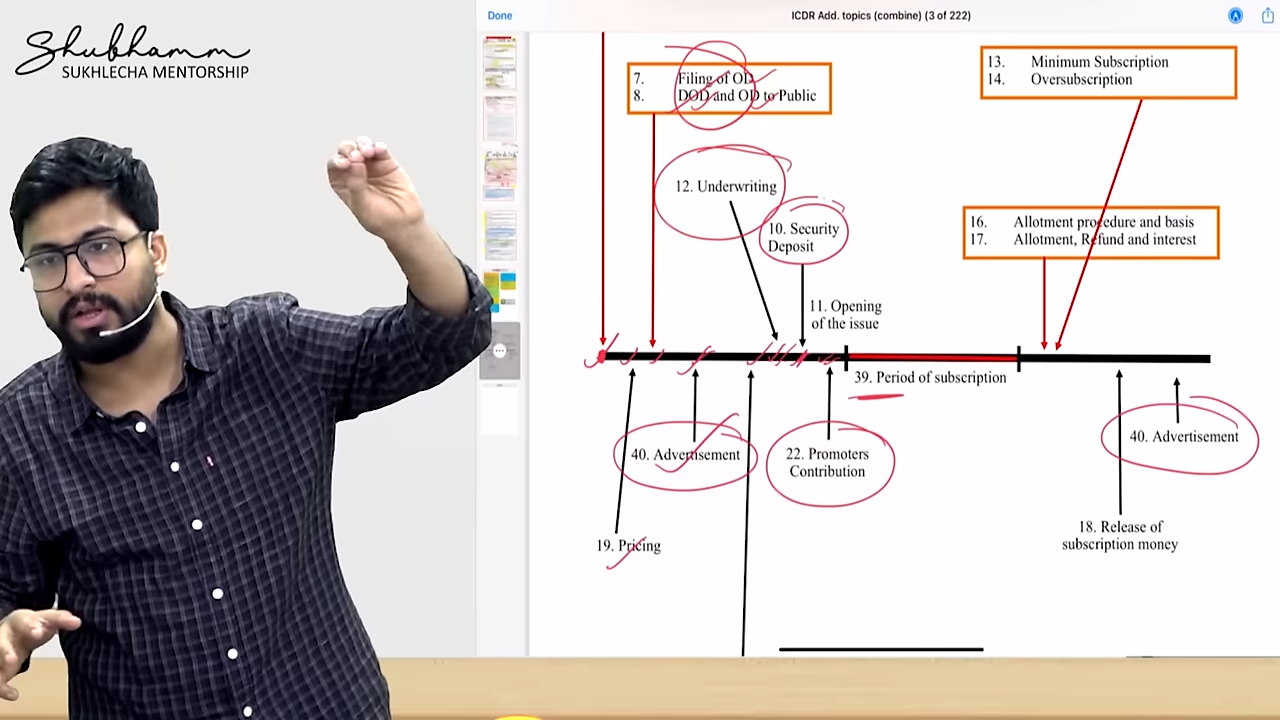 Shubhamm
SUKHLECHA MENTORSHIP
Done
ICDR Add. topics (combine) (3 of 222)
7. Filing of OD
8. DOD and OD to Public
13. Minimum Subscription
14. Oversubscription
12. Underwriting
10. Security
Deposit
16. Allotment procedure and basis
17. Allotment, Refund and interest
11. Opening
of the issue
39. Period of subscription
40. Advertisement
22. Promoters
Contribution
40. Advertisement
19. Pricing
18. Release of
subscription money